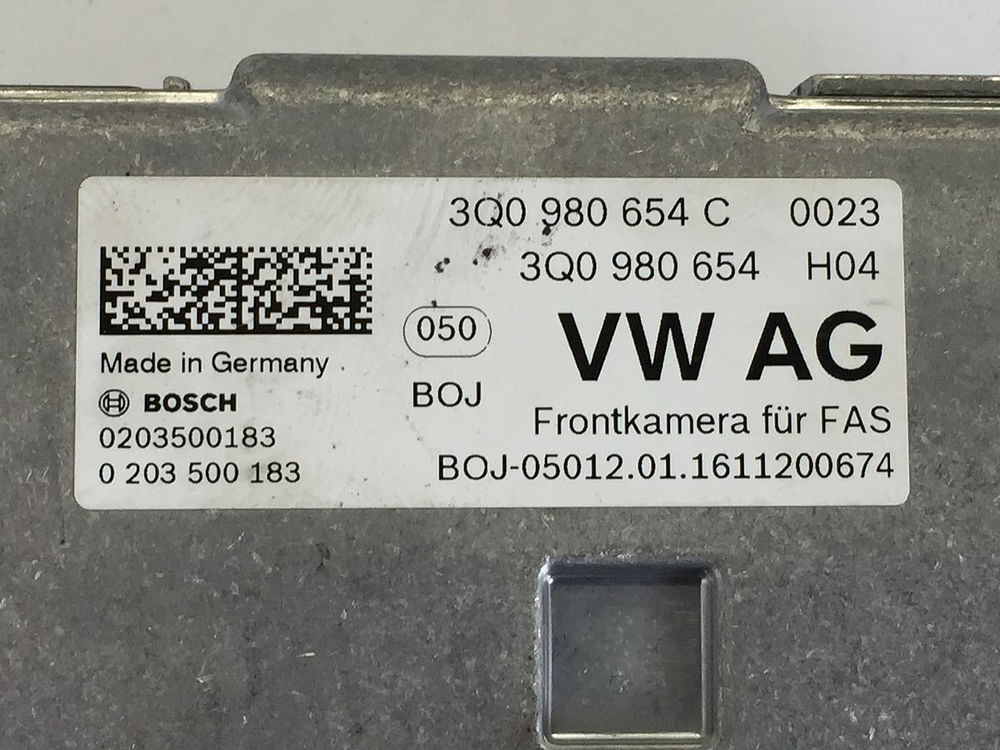 3Q0 980 654 C 0023
3Q0 980 654 H04
050
VW AG
Made in Germany
BOSCH
BOJ
Frontkamera für FAS
0203500183
0 203 500 183
BOJ-05012.01.1611200674